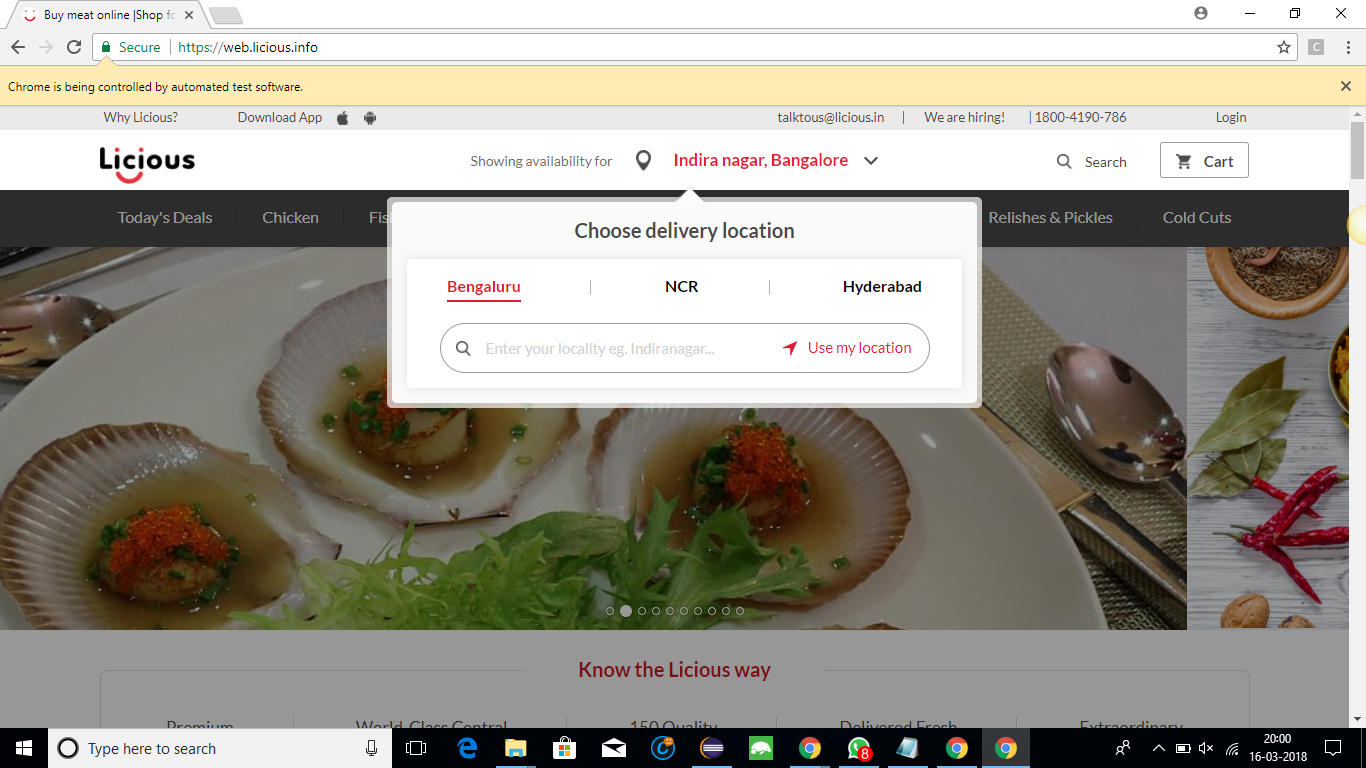 Buy meat online |Shop fo
Secure https://web.licious.info
C
Chrome is being controlled by automated test software.
Why Licious? Download App talktous@licious.in | We are hiring! | 1800-4190-786 Login
Licious Showing availability for Indira nagar, Bangalore Search Cart
Today's Deals Chicken Fis Relishes & Pickles Cold Cuts
Choose delivery location
Bengaluru NCR Hyderabad
Enter your locality eg. Indiranagar... Use my location
Know the Licious way
Premium World-Class Central 150 Quality Delivered Fresh Extraordinary
Type here to search 8 20:00
16-03-2018